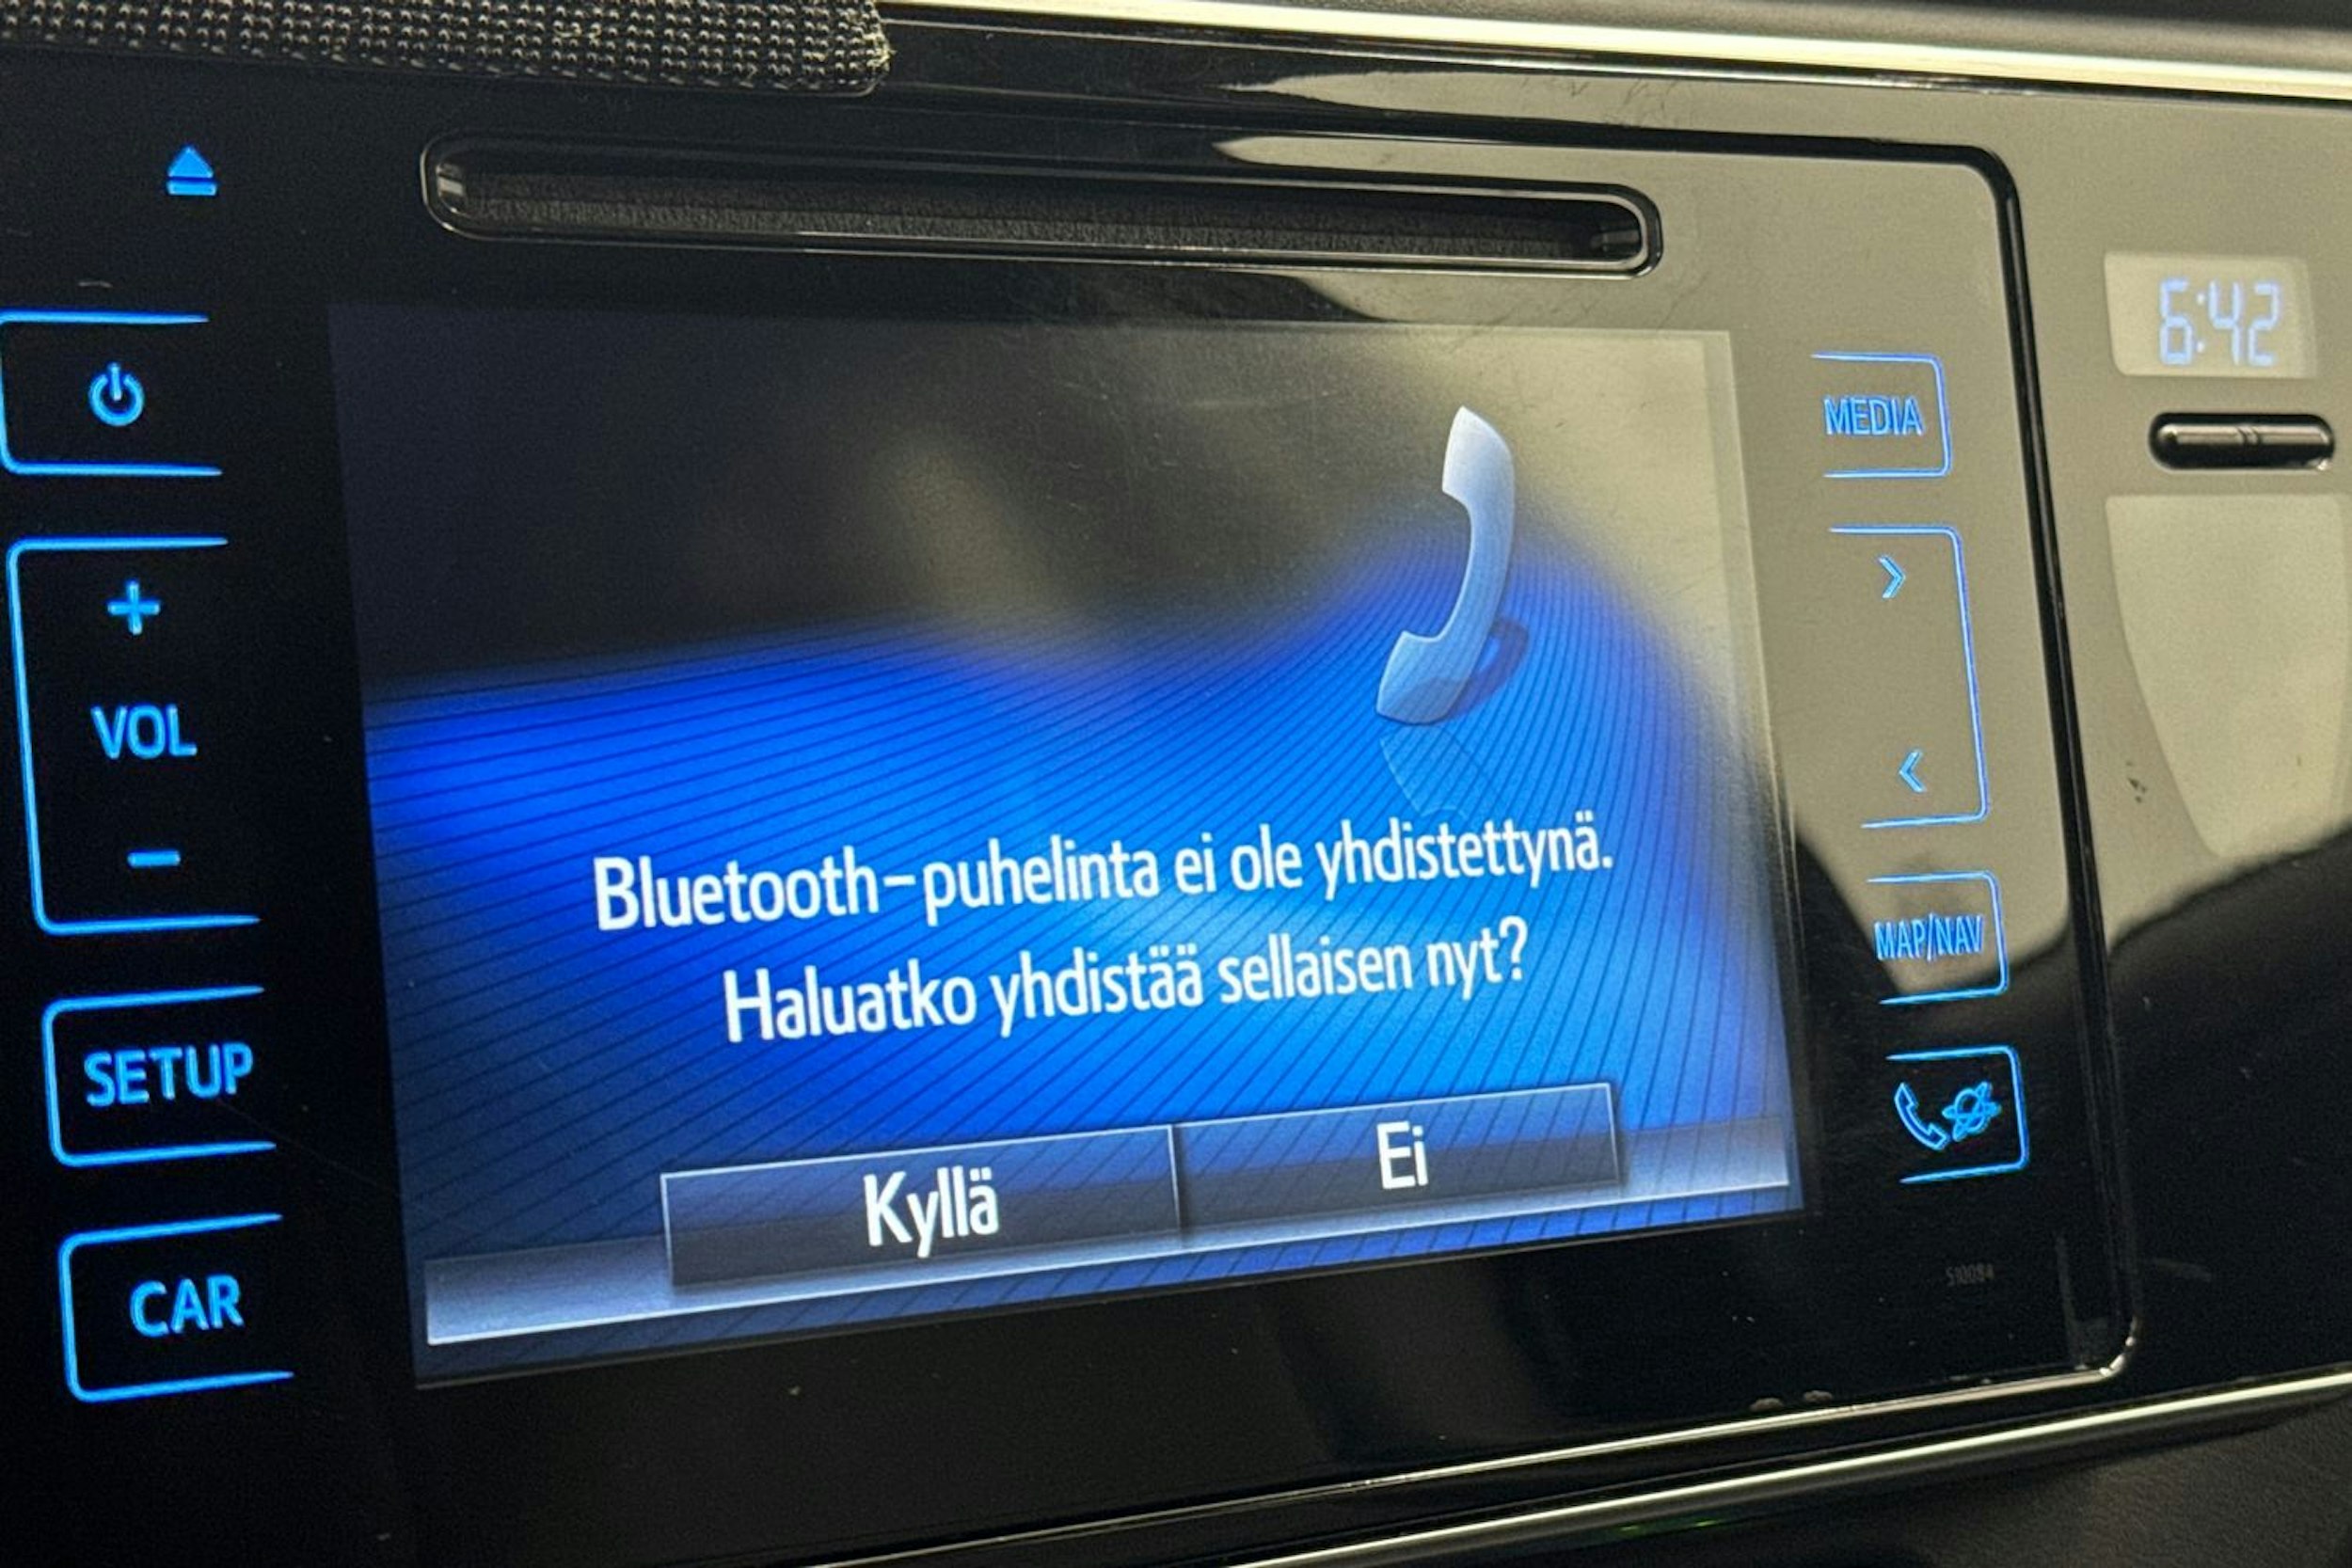 6:42
MEDIA
VOL
Bluetooth-puhelinta ei ole yhdistettynä.
Haluatko yhdistää sellaisen nyt?
MAP/NAV
SETUP
Kyllä
Ei
CAR